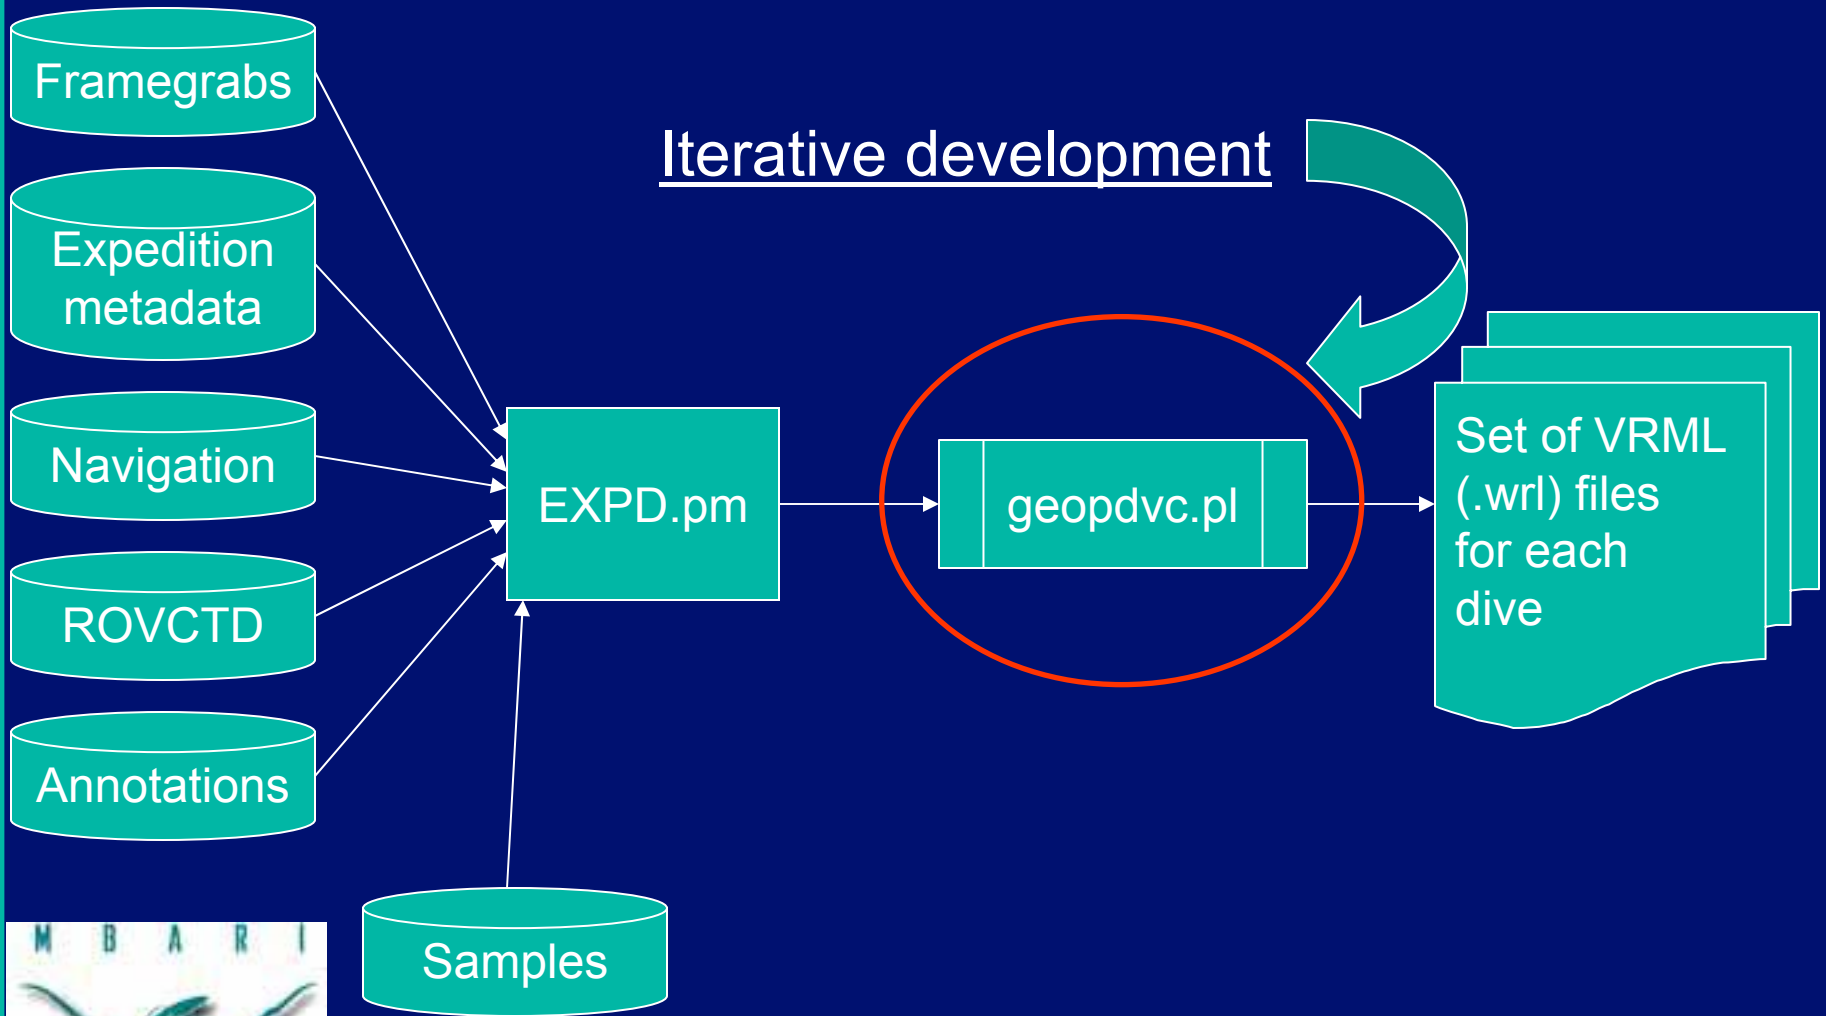 Framegrabs
Iterative development
Expedition
metadata
Navigation
EXPD.pm
geopdvc.pl
Set of VRML
(.wrl) files
for each
dive
ROVCTD
Annotations
Samples
M B A R I